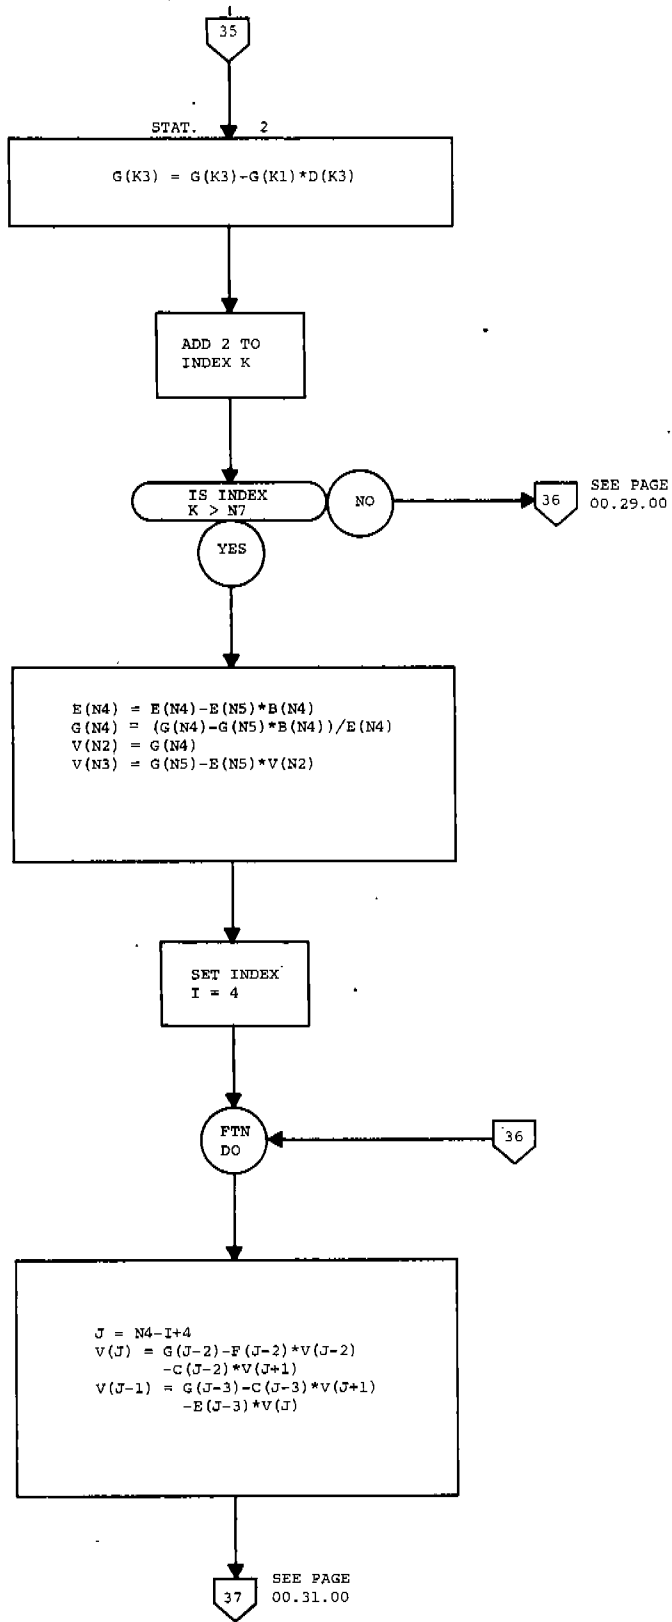 35
STAT. 2
G(K3) = G(K3)-G(K1)*D(K3)
ADD 2 TO
INDEX K
IS INDEX
K > N7
NO
36
SEE PAGE
00.29.00
YES
E(N4) = E(N4)-E(N5)*B(N4)
G(N4) = (G(N4)-G(N5)*B(N4))/E(N4)
V(N2) = G(N4)
V(N3) = G(N5)-E(N5)*V(N2)
SET INDEX
I = 4
FTN
DO
36
J = N4-I+4
V(J) = G(J-2)-F(J-2)*V(J-2)
-C(J-2)*V(J+1)
V(J-1) = G(J-3)-C(J-3)*V(J+1)
-E(J-3)*V(J)
37
SEE PAGE
00.31.00